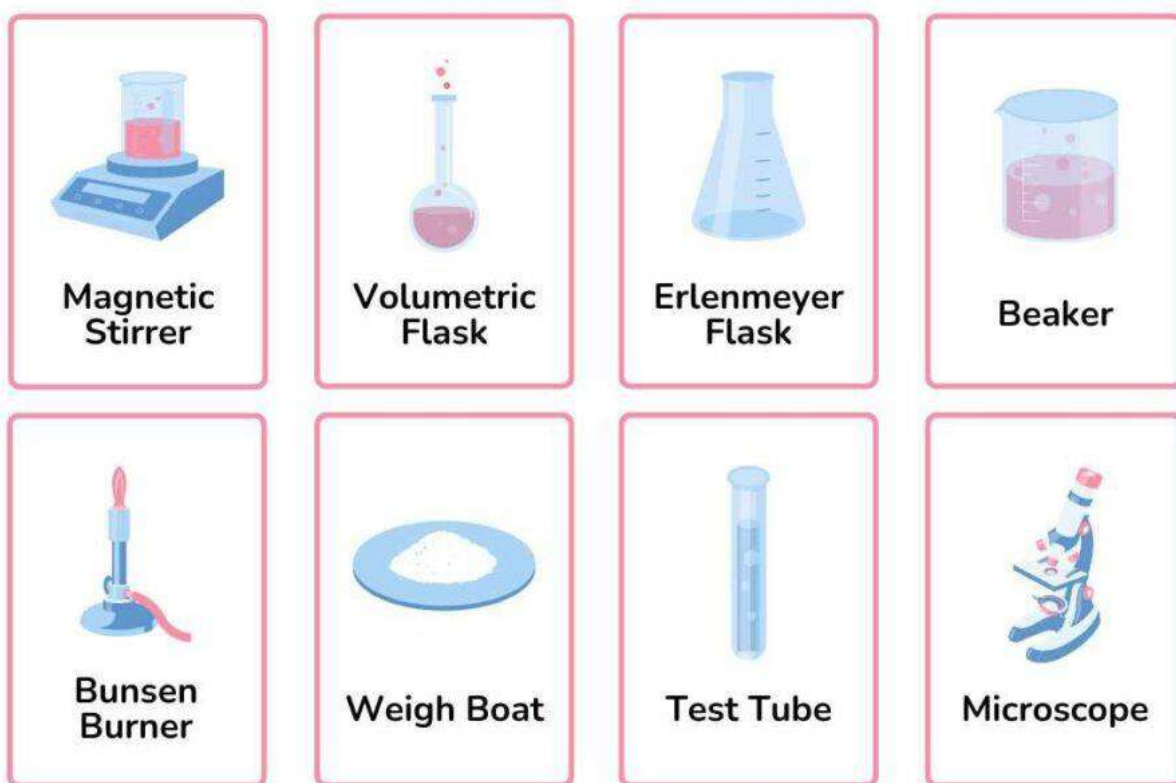 Magnetic
Stirrer
Volumetric
Flask
Erlenmeyer
Flask
Beaker
Bunsen
Burner
Weigh Boat
Test Tube
Microscope